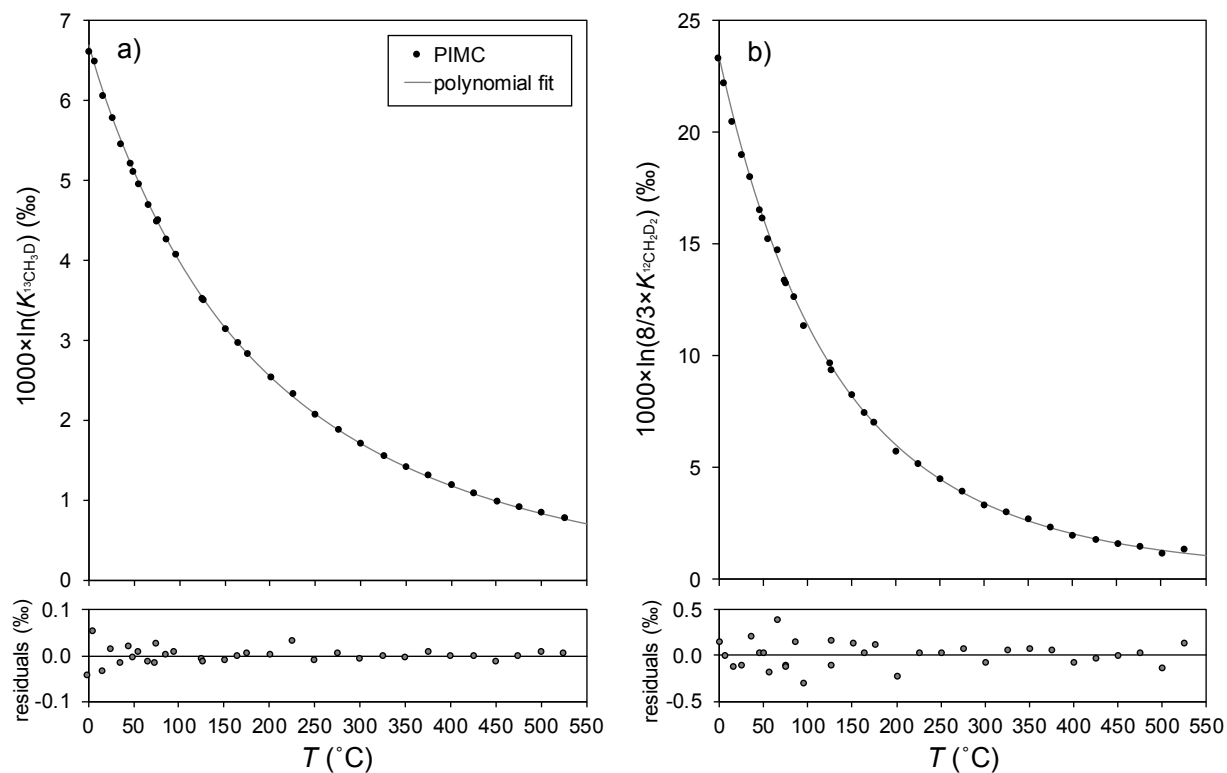 a)
PIMC
polynomial fit
1000×ln(K13CH3D) (‰)
7
6
5
4
3
2
1
0
residuals (‰)
0.1
0.0
-0.1
0 50 100 150 200 250 300 350 400 450 500 550
T (˚C)
b)
1000×ln(8/3×K12CH2D2) (‰)
25
20
15
10
5
0
residuals (‰)
0.5
0.0
-0.5
0 50 100 150 200 250 300 350 400 450 500 550
T (˚C)